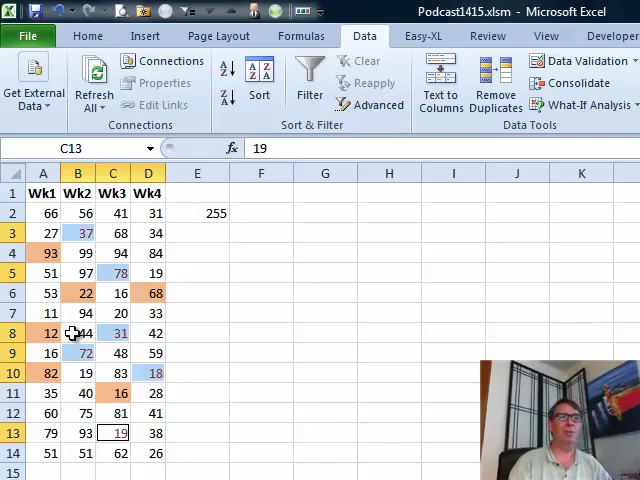 Podcast1415.xlsm - Microsoft Excel
File Home Insert Page Layout Formulas Data Easy-XL Review View Developer
Get External Data
Refresh All
Connections
Properties
Edit Links
Sort
Filter
Clear
Reapply
Advanced
Text to Columns
Remove Duplicates
Data Validation
Consolidate
What-If Analysis
Connections Sort & Filter Data Tools
C13 fx 19
A B C D E F G H I J K
1 Wk1 Wk2 Wk3 Wk4
2 66 56 41 31 255
3 27 37 68 34
4 93 99 94 84
5 51 97 78 19
6 53 22 16 68
7 11 94 20 33
8 12 44 31 42
9 16 72 48 59
10 82 19 83 18
11 35 40 16 28
12 60 75 81 41
13 79 93 19 38
14 51 51 62 26
15